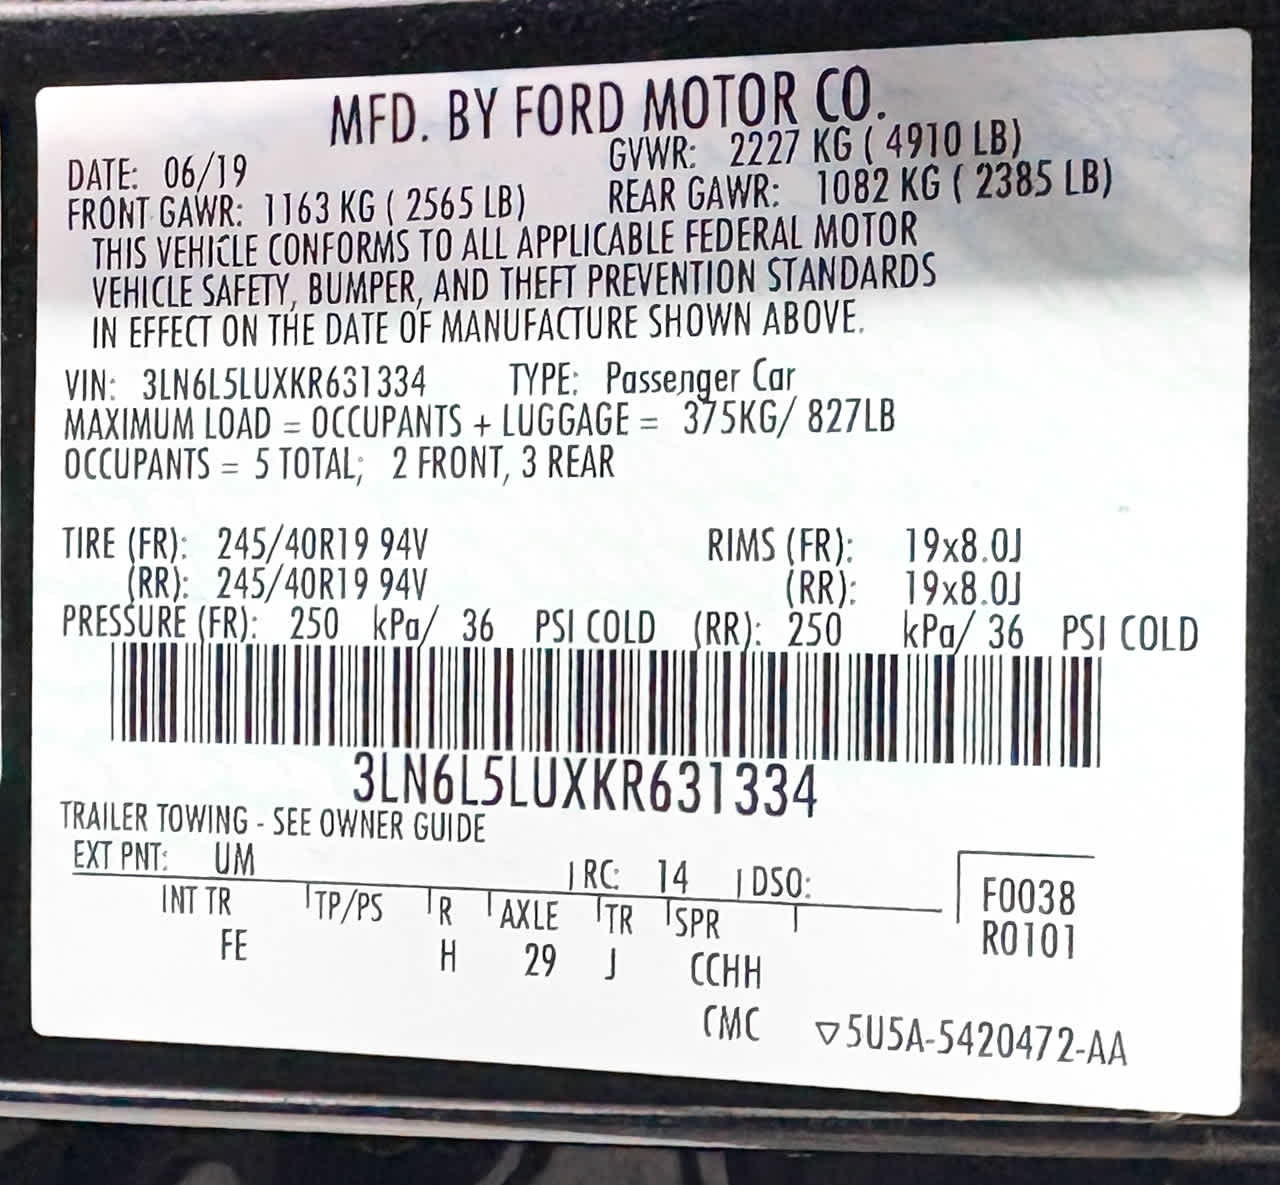 MFD. BY FORD MOTOR CO.
DATE: 06/19 GVWR: 2227 KG ( 4910 LB)
FRONT GAWR: 1163 KG ( 2565 LB) REAR GAWR: 1082 KG ( 2385 LB)
THIS VEHICLE CONFORMS TO ALL APPLICABLE FEDERAL MOTOR
VEHICLE SAFETY, BUMPER, AND THEFT PREVENTION STANDARDS
IN EFFECT ON THE DATE OF MANUFACTURE SHOWN ABOVE.
VIN: 3LN6L5LUXKR631334 TYPE: Passenger Car
MAXIMUM LOAD = OCCUPANTS + LUGGAGE = 375KG/ 827LB
OCCUPANTS = 5 TOTAL; 2 FRONT, 3 REAR
TIRE (FR): 245/40R19 94V RIMS (FR): 19x8.0J
(RR): 245/40R19 94V (RR): 19x8.0J
PRESSURE (FR): 250 kPa/ 36 PSI COLD (RR): 250 kPa/ 36 PSI COLD
3LN6L5LUXKR631334
TRAILER TOWING - SEE OWNER GUIDE
EXT PNT: UM RC: 14 DSO:
INT TR TP/PS R AXLE TR SPR
FE H 29 J CCHH
F0038
R0101
CMC ▽5U5A-5420472-AA